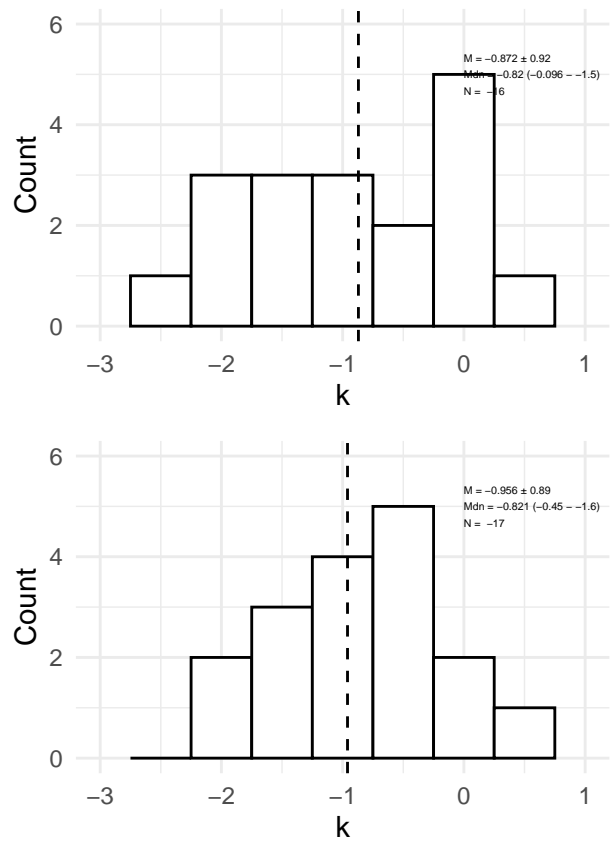 6
4
2
0
Count
M = −0.872 ± 0.92
Mdn = −0.82 (−0.096 − −1.5)
N = −16
−3 −2 −1 0 1
k
6
4
2
0
Count
M = −0.956 ± 0.89
Mdn = −0.821 (−0.45 − −1.6)
N = −17
−3 −2 −1 0 1
k